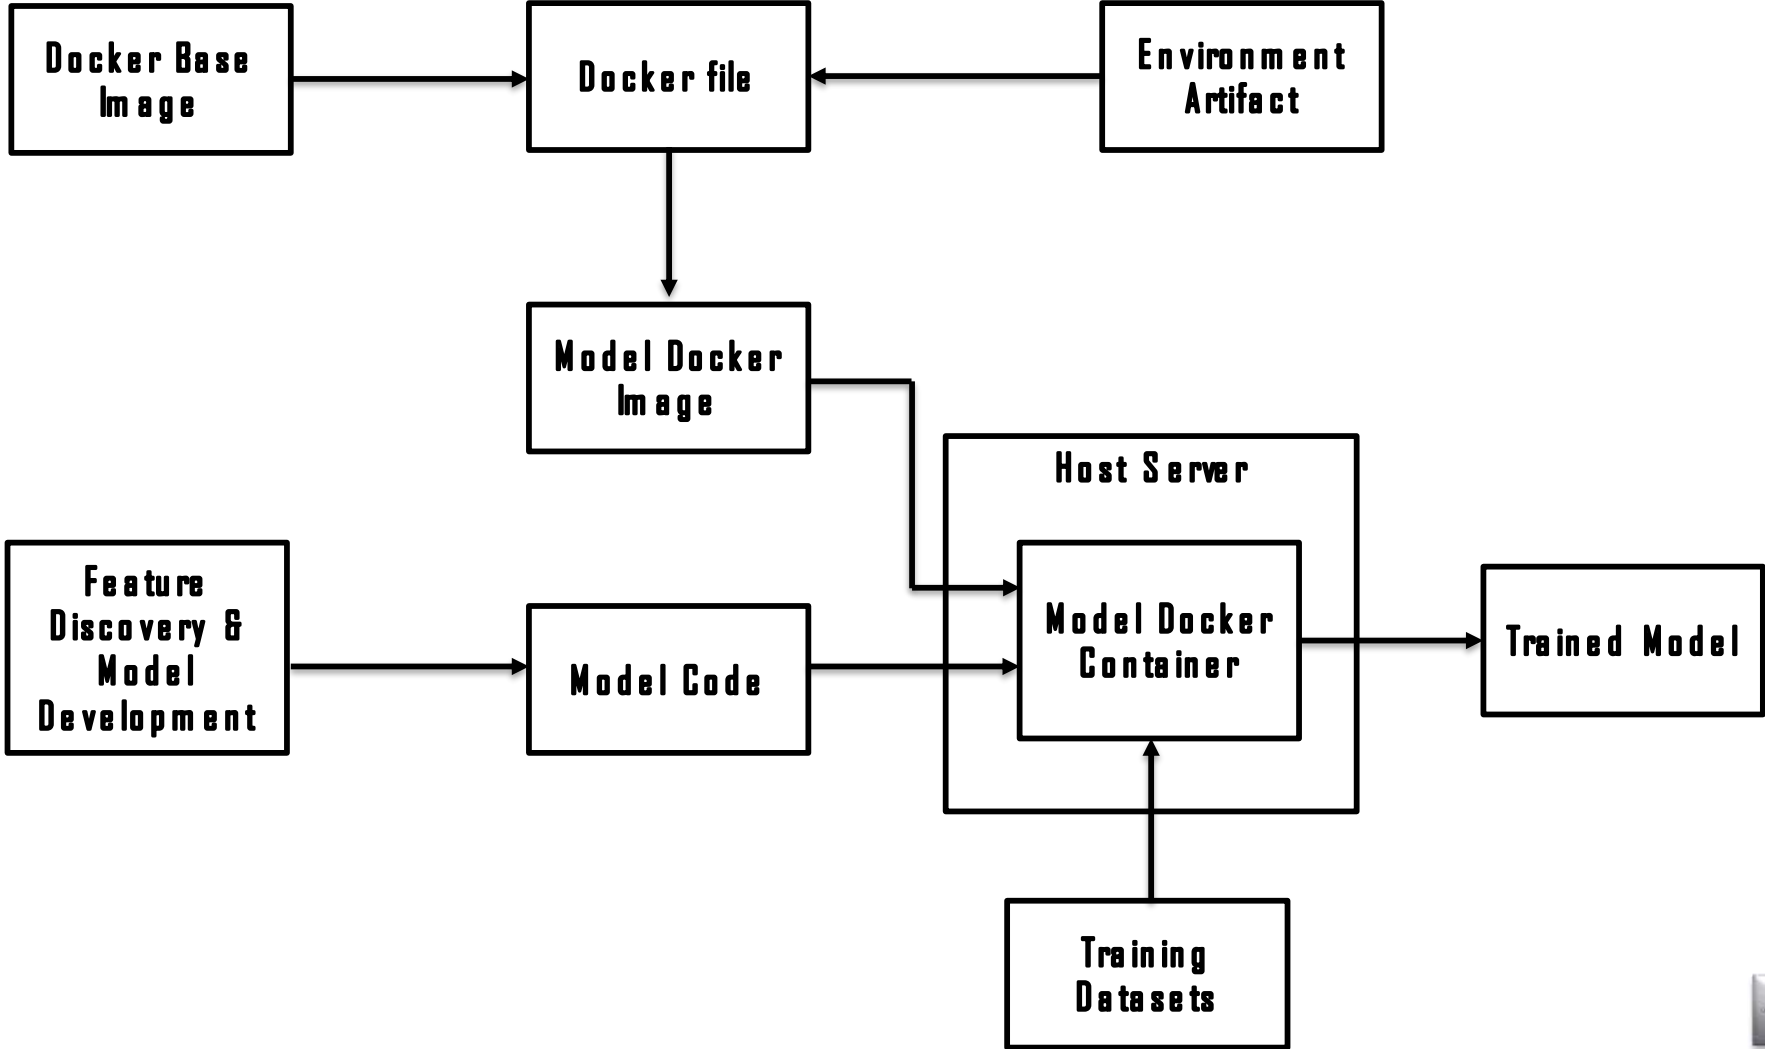 Docker Base
Image
Docker file
Environment
Artifact
Model Docker
Image
Host Server
Feature
Discovery &
Model
Development
Model Code
Model Docker
Container
Trained Model
Training
Datasets